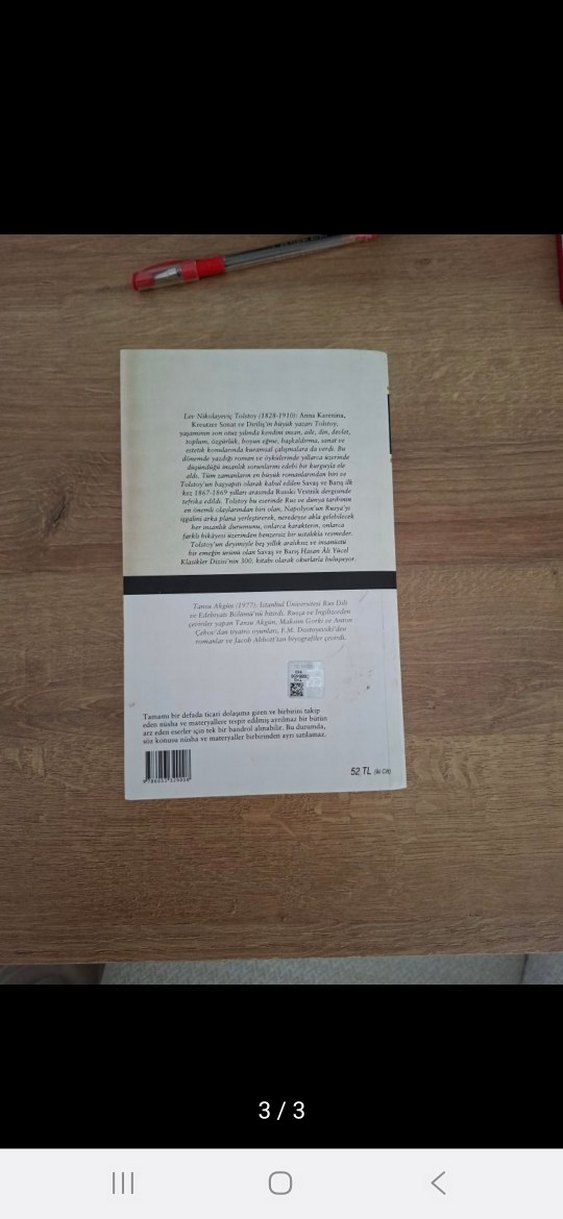 Lev Nikolayeviç Tolstoy (1828-1910): Anna Karenina,
Kreutzer Sonat ve Diriliş'in büyük yazarı Tolstoy,
yaşamının son otuz yılında kendini insan, aile, din, devlet,
toplum, özgürlük, boyun eğme, başkaldırma, sanat ve
estetik konularında kuramsal çalışmalara da verdi. Bu
dönemde yazdığı roman ve öykülerinde yıllarca üzerinde
düşündüğü insanlık sorunlarını edebi bir kurguyla ele
aldı. Tüm zamanların en büyük romanlarından biri ve
Tolstoy'un başyapıtı olarak kabul edilen Savaş ve Barış ilk
kez 1867-1869 yılları arasında Russki Vestnik dergisinde
tefrika edildi. Tolstoy bu eserinde Rus ve dünya tarihinin
en önemli olaylarından biri olan, Napolyon'un Rusya'yı
işgalini arka plana yerleştirerek, neredeyse akla gelebilecek
her insanlık durumunu, onlarca karakterin, onlarca
farklı hikâyesi üzerinden benzersiz bir ustalıkla resmeder.
Tolstoy'un deyimiyle beş yıllık aralıksız ve insanüstü
bir emeğin ürünü olan Savaş ve Barış Hasan Âli Yücel
Klasikler Dizisi'nin 300. kitabı olarak okurlarla buluşuyor.
Tansu Akgün (1977): İstanbul Üniversitesi Rus Dili
ve Edebiyatı Bölümü'nü bitirdi. Rusça ve İngilizceden
çeviriler yapan Tansu Akgün, Maksim Gorki ve Anton
Çehov'dan tiyatro oyunları, F.M. Dostoyevski'den
romanlar ve Jacob Abbott'tan biyografiler çevirdi.
Tamamı bir defada ticari dolaşıma giren ve birbirini takip
eden nüsha ve materyallere tespit edilmiş ayrılmaz bir bütün
arz eden eserler için tek bir bandrol alınabilir. Bu durumda,
söz konusu nüsha ve materyaller birbirinden ayrı satılamaz.
52 TL (iki Cilt)
3 / 3